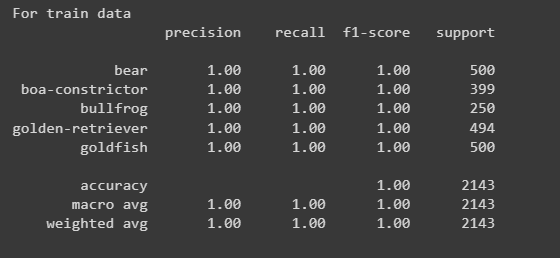 For train data
precision recall f1-score support
bear 1.00 1.00 1.00 500
boa-constrictor 1.00 1.00 1.00 399
bullfrog 1.00 1.00 1.00 250
golden-retriever 1.00 1.00 1.00 494
goldfish 1.00 1.00 1.00 500
accuracy 1.00 2143
macro avg 1.00 1.00 1.00 2143
weighted avg 1.00 1.00 1.00 2143